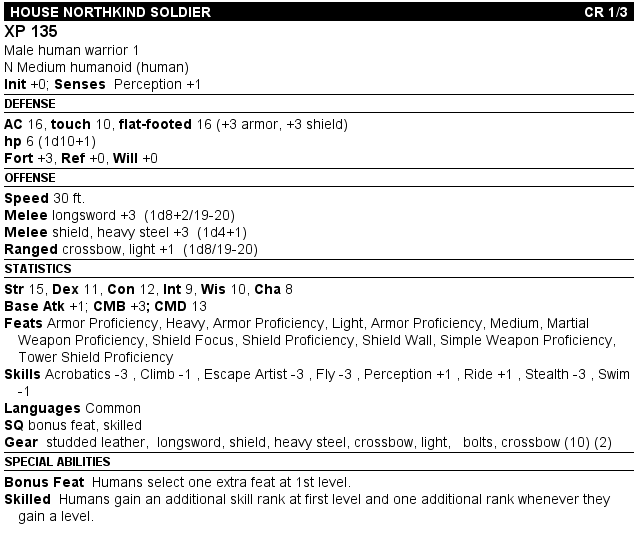 HOUSE NORTHKIND SOLDIER CR 1/3
XP 135
Male human warrior 1
N Medium humanoid (human)
Init +0; Senses Perception +1
DEFENSE
AC 16, touch 10, flat-footed 16 (+3 armor, +3 shield)
hp 6 (1d10+1)
Fort +3, Ref +0, Will +0
OFFENSE
Speed 30 ft.
Melee longsword +3 (1d8+2/19-20)
Melee shield, heavy steel +3 (1d4+1)
Ranged crossbow, light +1 (1d8/19-20)
STATISTICS
Str 15, Dex 11, Con 12, Int 9, Wis 10, Cha 8
Base Atk +1; CMB +3; CMD 13
Feats Armor Proficiency, Heavy, Armor Proficiency, Light, Armor Proficiency, Medium, Martial
Weapon Proficiency, Shield Focus, Shield Proficiency, Shield Wall, Simple Weapon Proficiency,
Tower Shield Proficiency
Skills Acrobatics -3 , Climb -1 , Escape Artist -3 , Fly -3 , Perception +1 , Ride +1 , Stealth -3 , Swim
-1
Languages Common
SQ bonus feat, skilled
Gear studded leather, longsword, shield, heavy steel, crossbow, light, bolts, crossbow (10) (2)
SPECIAL ABILITIES
Bonus Feat Humans select one extra feat at 1st level.
Skilled Humans gain an additional skill rank at first level and one additional rank whenever they
gain a level.